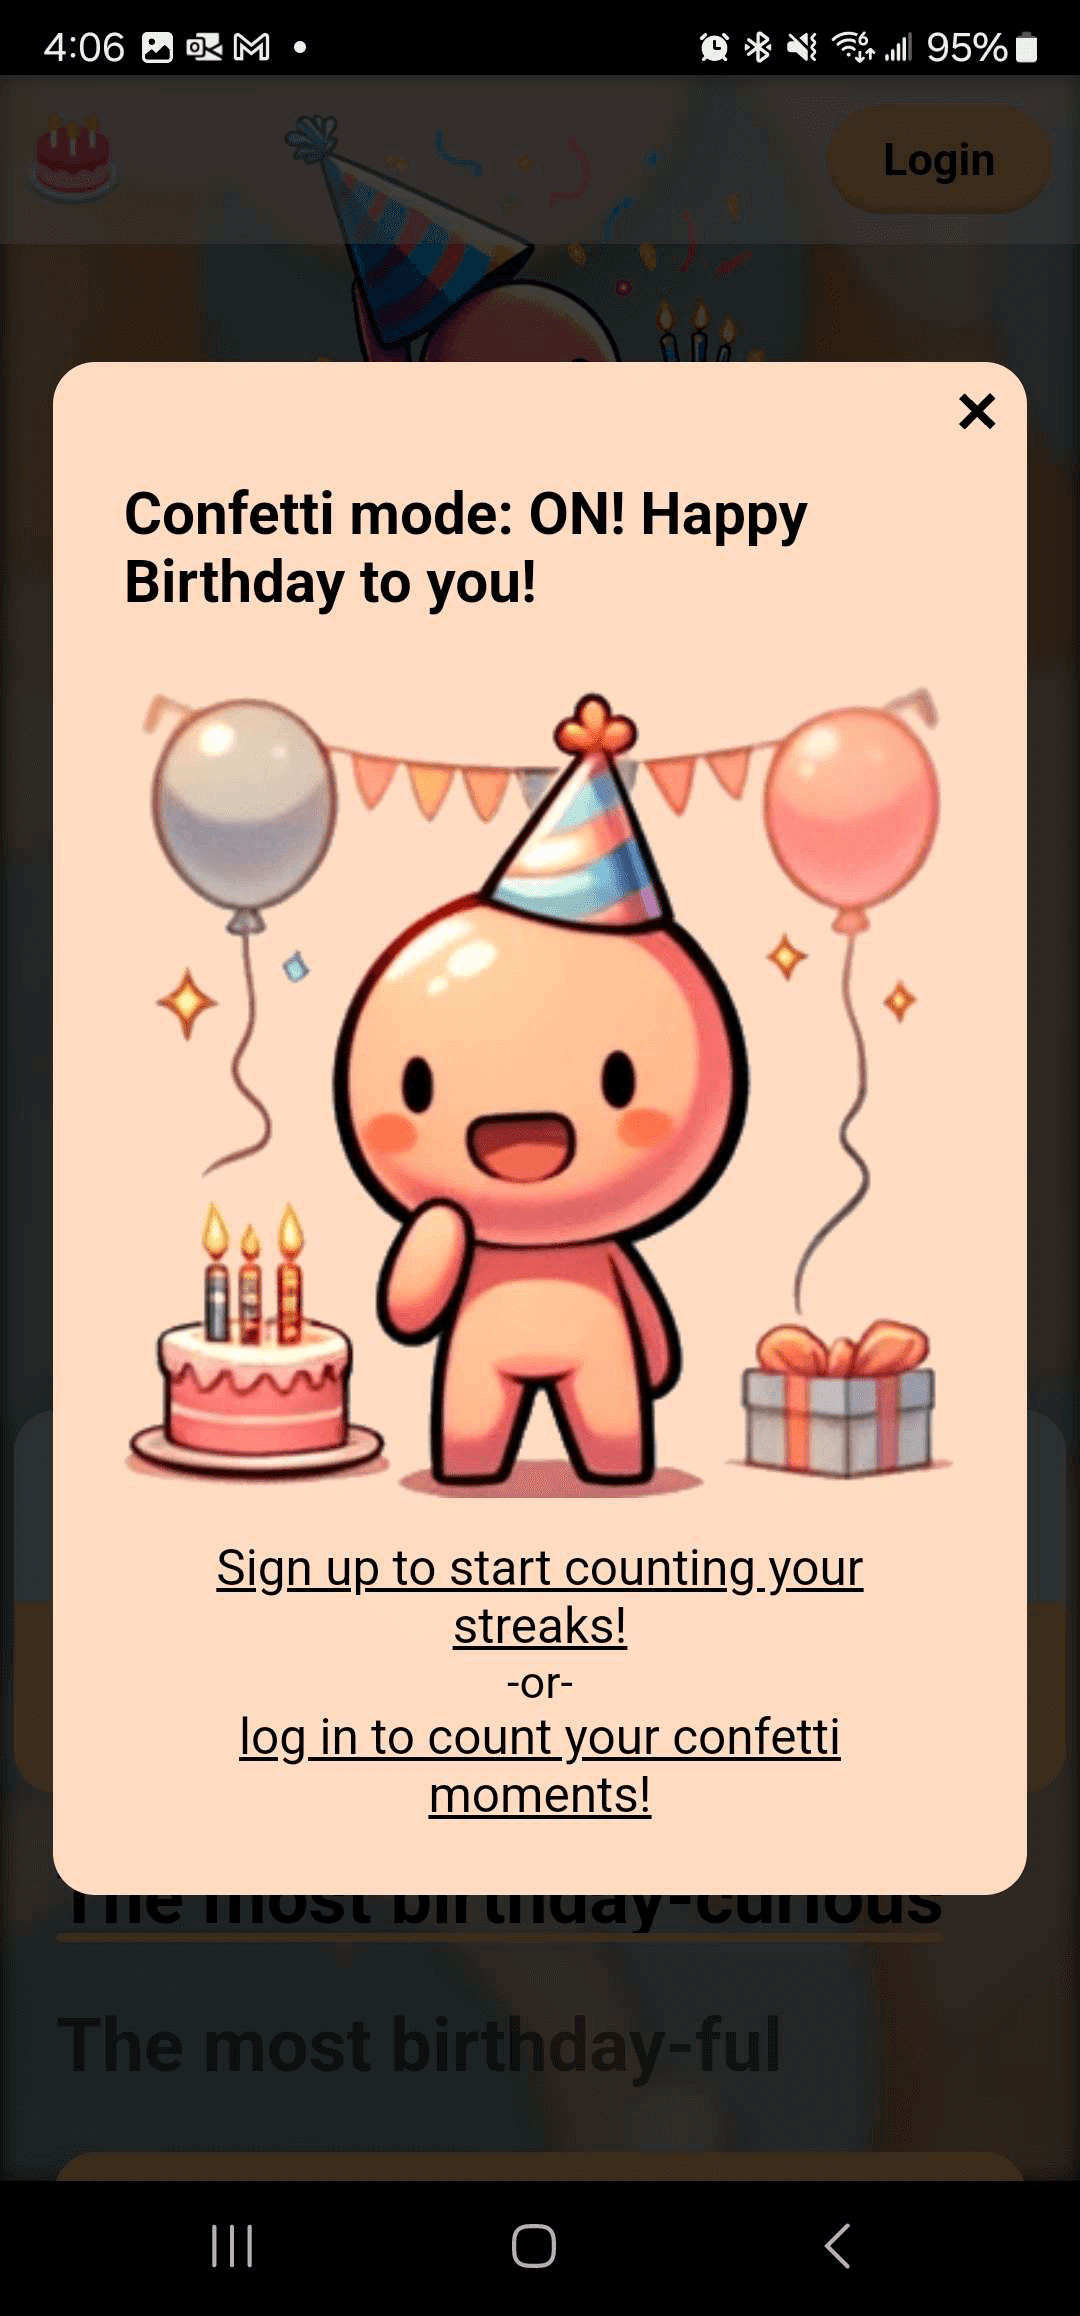 4:06
95%
Login
Confetti mode: ON! Happy
Birthday to you!
Sign up to start counting your
streaks!
-or-
log in to count your confetti
moments!
The most birthday-curious
The most birthday-ful